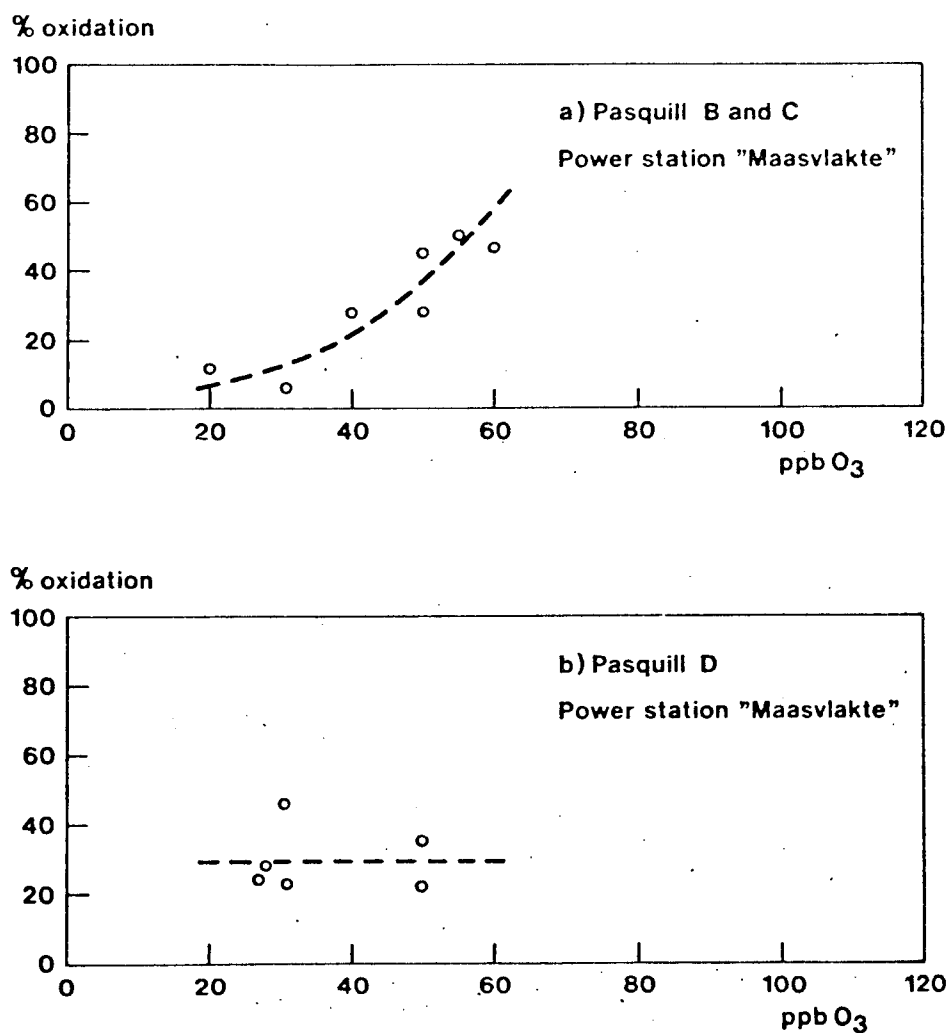 % oxidation
100
80
60
40
20
0
a) Pasquill B and C
Power station "Maasvlakte"
0 20 40 60 80 100 120
ppb O3
% oxidation
100
80
60
40
20
0
b) Pasquill D
Power station "Maasvlakte"
0 20 40 60 80 100 120
ppb O3